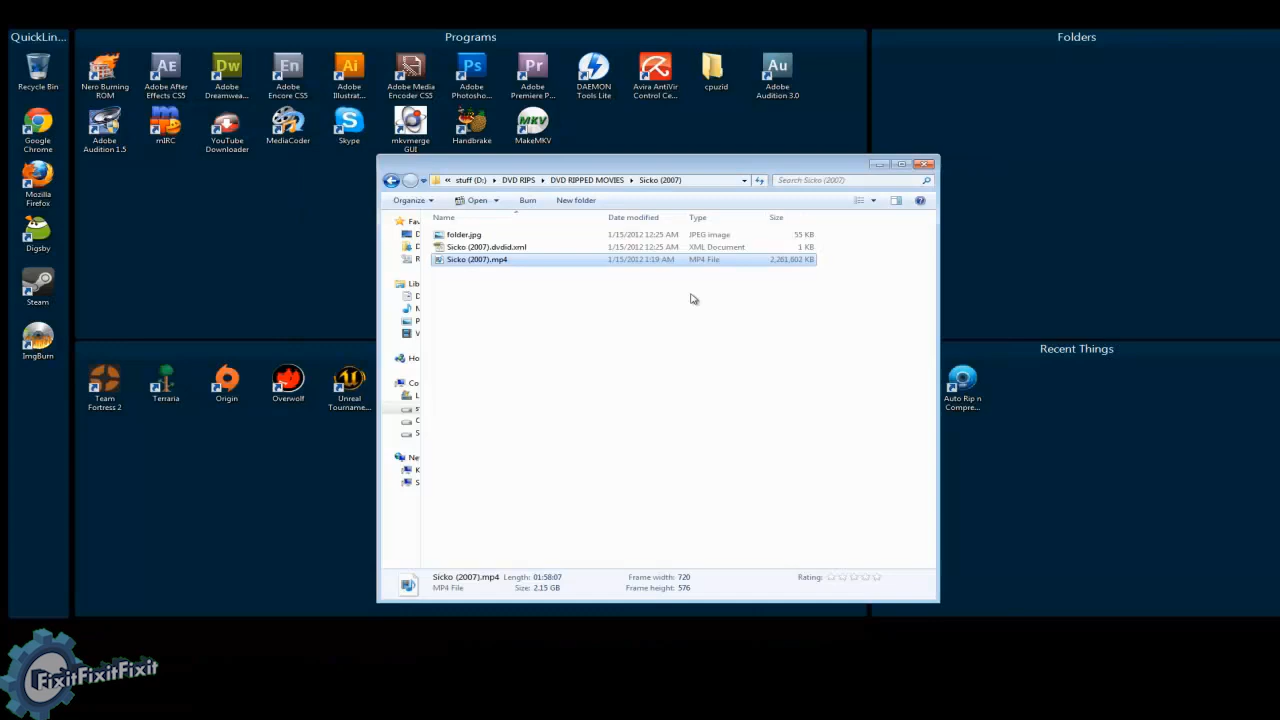 QuickLin...
Programs
Folders
Recycle Bin
Nero Burning ROM
Adobe After Effects CS5
Adobe Dreamwea...
Adobe Encore CS5
Adobe Illustrat...
Adobe Media Encoder CS5
Adobe Photosho...
Adobe Premiere P...
DAEMON Tools Lite
Avira AntiVir Control Ce...
cpuzid
Adobe Audition 3.0
Google Chrome
Adobe Audition 1.5
mIRC
YouTube Downloader
MediaCoder
Skype
mkvmerge GUI
Handbrake
MakeMKV
Mozilla Firefox
Digsby
Steam
ImgBurn
« stuff (D:) DVD RIPS DVD RIPPED MOVIES Sicko (2007)
Search Sicko (2007)
Organize Open Burn New folder
Name Date modified Type Size
folder.jpg 1/15/2012 12:25 AM JPEG image 55 KB
Sicko (2007).dvdid.xml 1/15/2012 12:25 AM XML Document 1 KB
Sicko (2007).mp4 1/15/2012 1:19 AM MP4 File 2,261,602 KB
Fav
Lib
Ho
Co
Ne
Sicko (2007).mp4 Length: 01:58:07 Frame width: 720 Rating:
MP4 File Size: 2.15 GB Frame height: 576
Recent Things
Team Fortress 2
Terraria
Origin
Overwolf
Unreal Tourname...
Auto Rip n Compre...
FixitFixitFixit